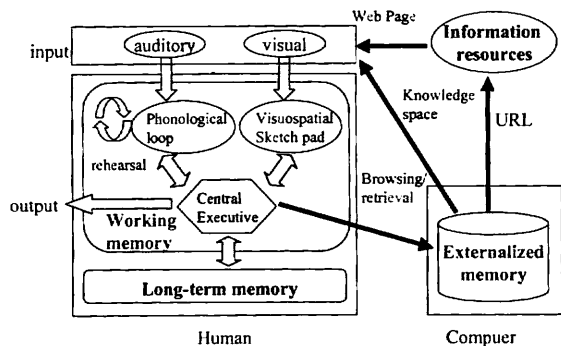 Web Page
input
auditory
visual
Information
resources
Phonological
loop
Visuospatial
Sketch pad
Knowledge
space
URL
rehearsal
Browsing/
retrieval
output
Central
Executive
Working
memory
Externalized
memory
Long-term memory
Human
Compuer